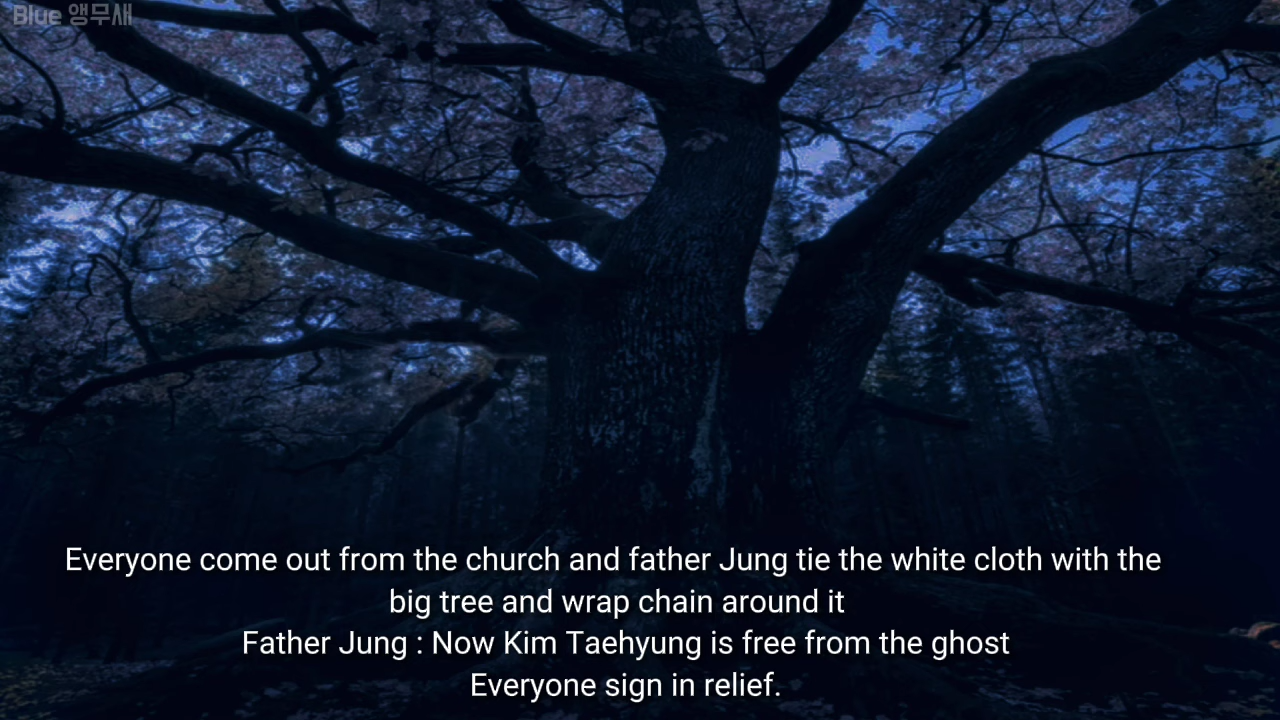 Blue 앵무새
Everyone come out from the church and father Jung tie the white cloth with the
big tree and wrap chain around it
Father Jung : Now Kim Taehyung is free from the ghost
Everyone sign in relief.